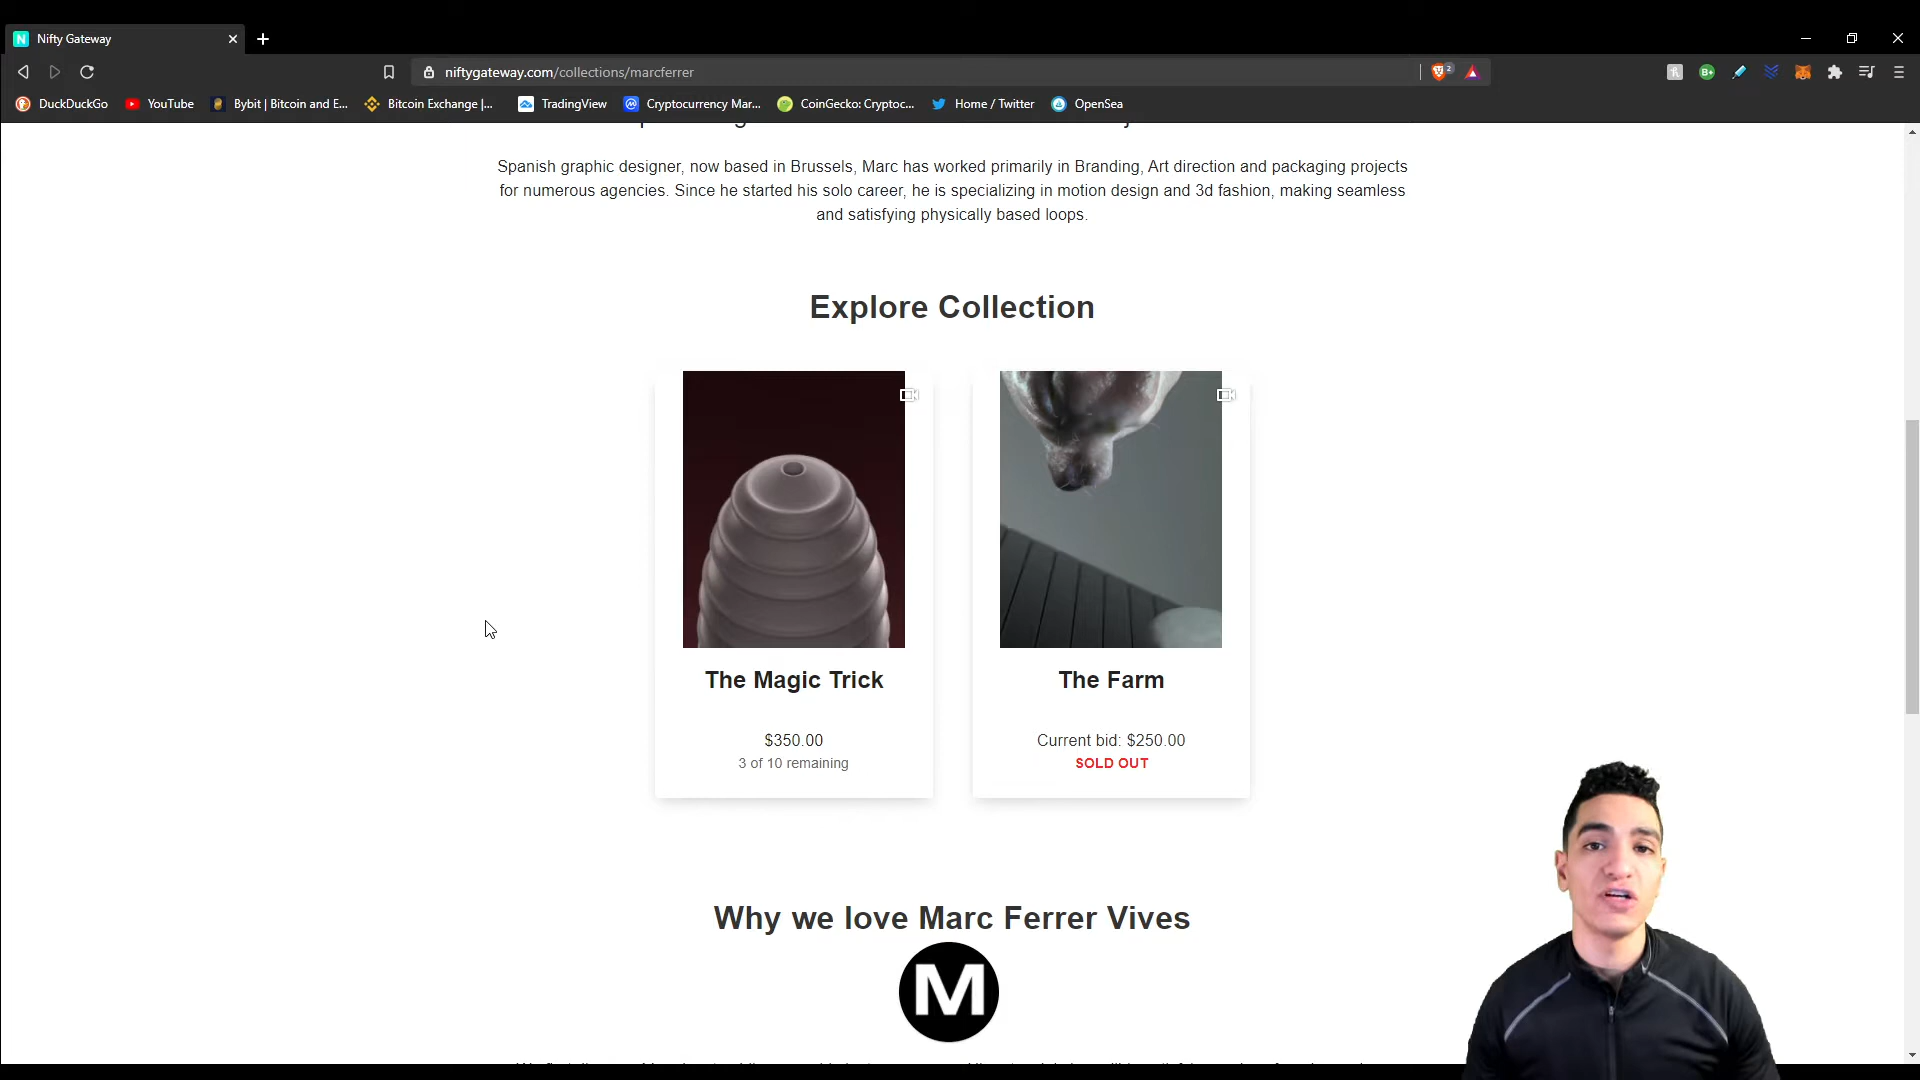 Nifty Gateway
niftygateway.com/collections/marcferrer
2
DuckDuckGo
YouTube
Bybit | Bitcoin and E...
Bitcoin Exchange |...
TradingView
Cryptocurrency Mar...
CoinGecko: Cryptoc...
Home / Twitter
OpenSea
Spanish graphic designer, now based in Brussels, Marc has worked primarily in Branding, Art direction and packaging projects
for numerous agencies. Since he started his solo career, he is specializing in motion design and 3d fashion, making seamless
and satisfying physically based loops.
Explore Collection
The Magic Trick
$350.00
3 of 10 remaining
The Farm
Current bid: $250.00
SOLD OUT
Why we love Marc Ferrer Vives
M